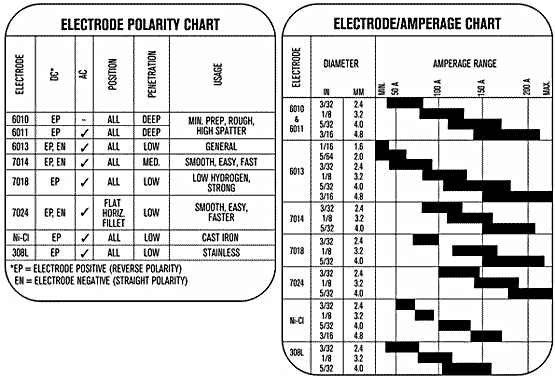 ELECTRODE POLARITY CHART
ELECTRODE DC* AC POSITION PENETRATION USAGE
6010 EP – ALL DEEP MIN. PREP, ROUGH,
6011 EP ✓ ALL DEEP HIGH SPATTER
6013 EP, EN ✓ ALL LOW GENERAL
7014 EP, EN ✓ ALL MED. SMOOTH, EASY, FAST
7018 EP ✓ ALL LOW LOW HYDROGEN,
STRONG
7024 EP, EN ✓ FLAT
HORIZ.
FILLET LOW SMOOTH, EASY,
FASTER
Ni-Cl EP ✓ ALL LOW CAST IRON
308L EP ✓ ALL LOW STAINLESS
*EP = ELECTRODE POSITIVE (REVERSE POLARITY)
EN = ELECTRODE NEGATIVE (STRAIGHT POLARITY)
ELECTRODE/AMPERAGE CHART
ELECTRODE DIAMETER AMPERAGE RANGE
IN MM MIN. 50 A 100 A 150 A 200 A MAX.
6010
&
6011
3/32 2.4
1/8 3.2
5/32 4.0
3/16 4.8
6013
1/16 1.6
5/64 2.0
3/32 2.4
1/8 3.2
5/32 4.0
3/16 4.8
7014
3/32 2.4
1/8 3.2
5/32 4.0
7018
3/32 2.4
1/8 3.2
5/32 4.0
7024
3/32 2.4
1/8 3.2
5/32 4.0
Ni-Cl
3/32 2.4
1/8 3.2
5/32 4.0
3/16 4.8
308L
3/32 2.4
1/8 3.2
5/32 4.0